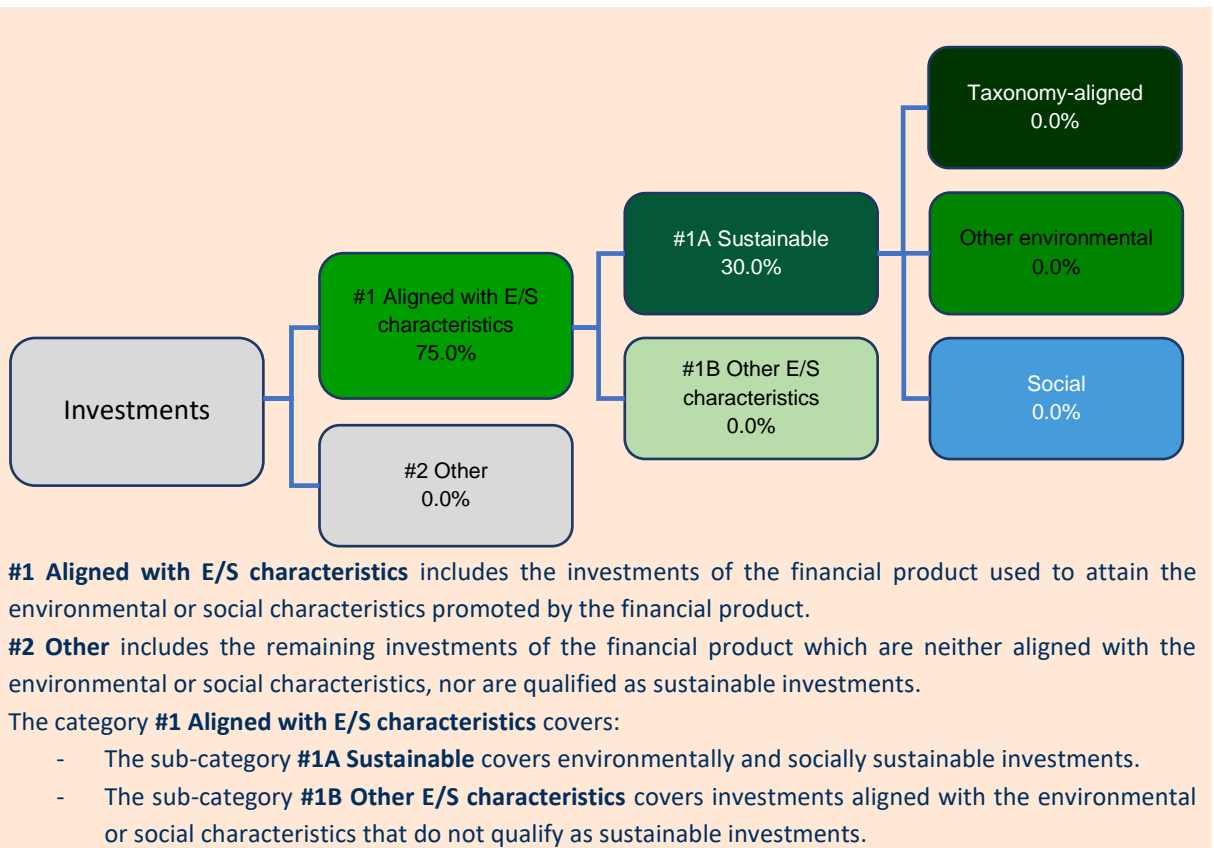 Investments
#1 Aligned with E/S
characteristics
75.0%
#2 Other
0.0%
#1A Sustainable
30.0%
#1B Other E/S
characteristics
0.0%
Taxonomy-aligned
0.0%
Other environmental
0.0%
Social
0.0%
#1 Aligned with E/S characteristics includes the investments of the financial product used to attain the
environmental or social characteristics promoted by the financial product.
#2 Other includes the remaining investments of the financial product which are neither aligned with the
environmental or social characteristics, nor are qualified as sustainable investments.
The category #1 Aligned with E/S characteristics covers:
- The sub-category #1A Sustainable covers environmentally and socially sustainable investments.
- The sub-category #1B Other E/S characteristics covers investments aligned with the environmental
or social characteristics that do not qualify as sustainable investments.